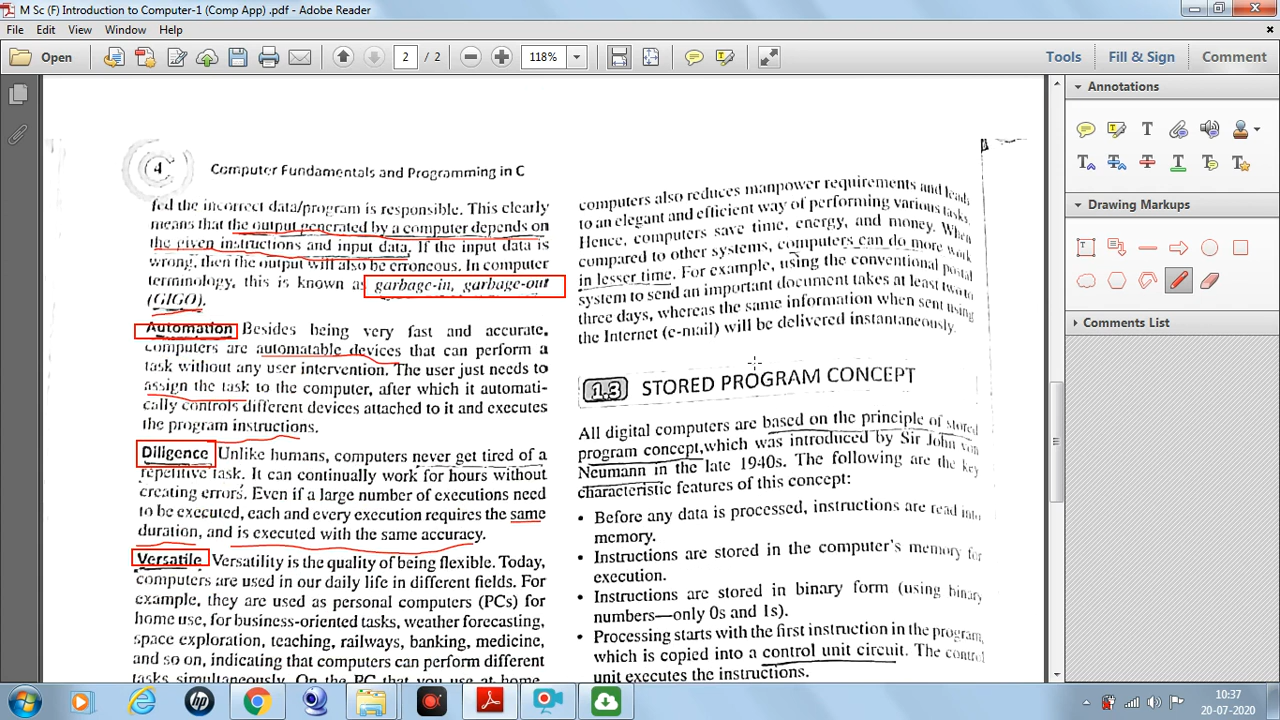 M Sc (F) Introduction to Computer-1 (Comp App) .pdf - Adobe Reader
File Edit View Window Help
Open 2 / 2 118% Tools Fill & Sign Comment
4 Computer Fundamentals and Programming in C
fed the incorrect data/program is responsible. This clearly
means that the output generated by a computer depends on
the given instructions and input data. If the input data is
wrong, then the output will also be erroneous. In computer
terminology, this is known as garbage-in, garbage-out
(GIGO).
Automation Besides being very fast and accurate,
computers are automatable devices that can perform a
task without any user intervention. The user just needs to
assign the task to the computer, after which it automati-
cally controls different devices attached to it and executes
the program instructions.
Diligence Unlike humans, computers never get tired of a
repetitive task. It can continually work for hours without
creating errors. Even if a large number of executions need
to be executed, each and every execution requires the same
duration, and is executed with the same accuracy.
Versatile Versatility is the quality of being flexible. Today,
computers are used in our daily life in different fields. For
example, they are used as personal computers (PCs) for
home use, for business-oriented tasks, weather forecasting,
space exploration, teaching, railways, banking, medicine,
and so on, indicating that computers can perform different
tasks simultaneously. On the PC that you use at home
computers also reduces manpower requirements and leads
to an elegant and efficient way of performing various tasks.
Hence, computers save time, energy, and money. When
compared to other systems, computers can do more work
in lesser time. For example, using the conventional postal
system to send an important document takes at least two to
three days, whereas the same information when sent using
the Internet (e-mail) will be delivered instantaneously.
1.3 STORED PROGRAM CONCEPT
All digital computers are based on the principle of stored
program concept, which was introduced by Sir John von
Neumann in the late 1940s. The following are the key
characteristic features of this concept:
• Before any data is processed, instructions are read into
memory.
• Instructions are stored in the computer's memory for
execution.
• Instructions are stored in binary form (using binary
numbers—only 0s and 1s).
• Processing starts with the first instruction in the program,
which is copied into a control unit circuit. The control
unit executes the instructions.
Annotations
Drawing Markups
Comments List
10:37
20-07-2020